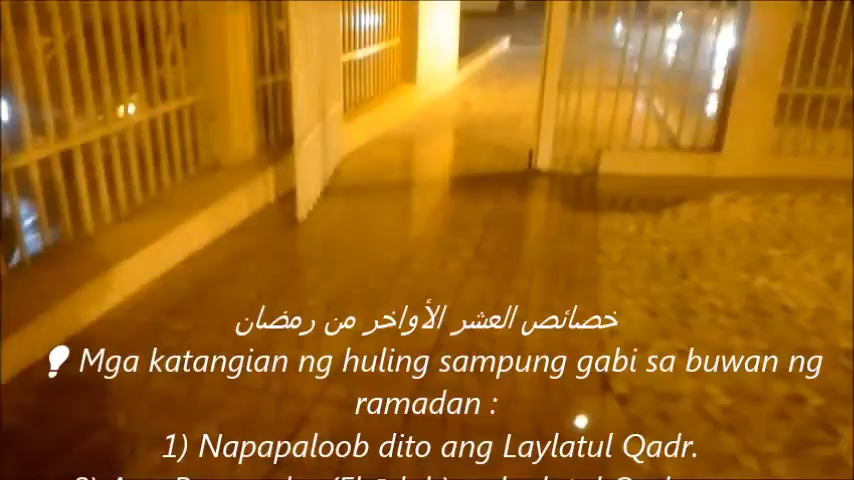 خصائص العشر الأواخر من رمضان
Mga katangian ng huling sampung gabi sa buwan ng
ramadan :
1) Napapaloob dito ang Laylatul Qadr.